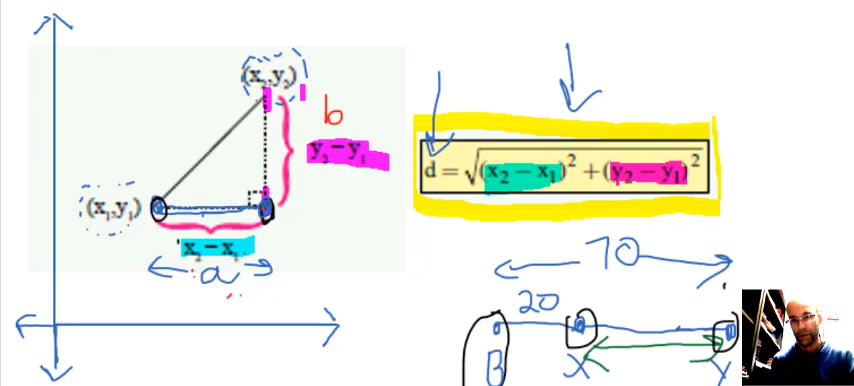 (x₂,y₂)
b
y₂ − y₁
(x₁,y₁)
x₂ − x₁
a
d = √(x₂ − x₁)² + (y₂ − y₁)²
70
20
B X Y